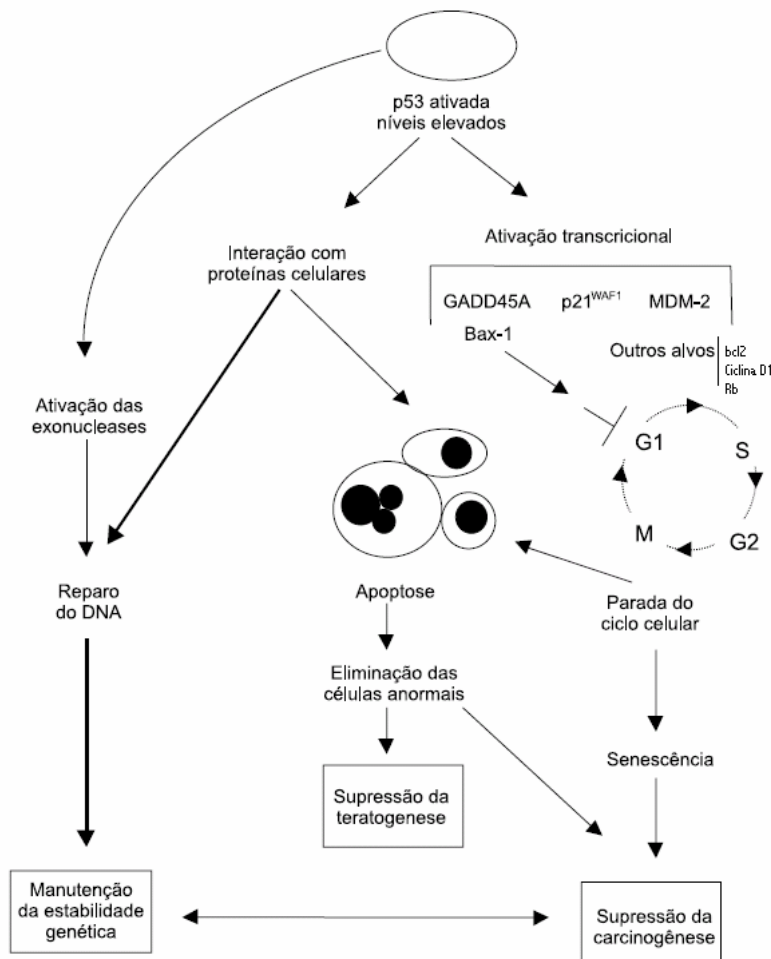 p53 ativada
níveis elevados
Interação com
proteínas celulares
Ativação transcricional
GADD45A p21WAF1 MDM-2
Bax-1
Outros alvos
bcl2
Ciclina D1
Rb
Ativação das
exonucleases
G1
S
G2
M
Reparo
do DNA
Apoptose
Parada do
ciclo celular
Eliminação das
células anormais
Senescência
Supressão da
teratogenese
Manutenção
da estabilidade
genética
Supressão da
carcinogênese